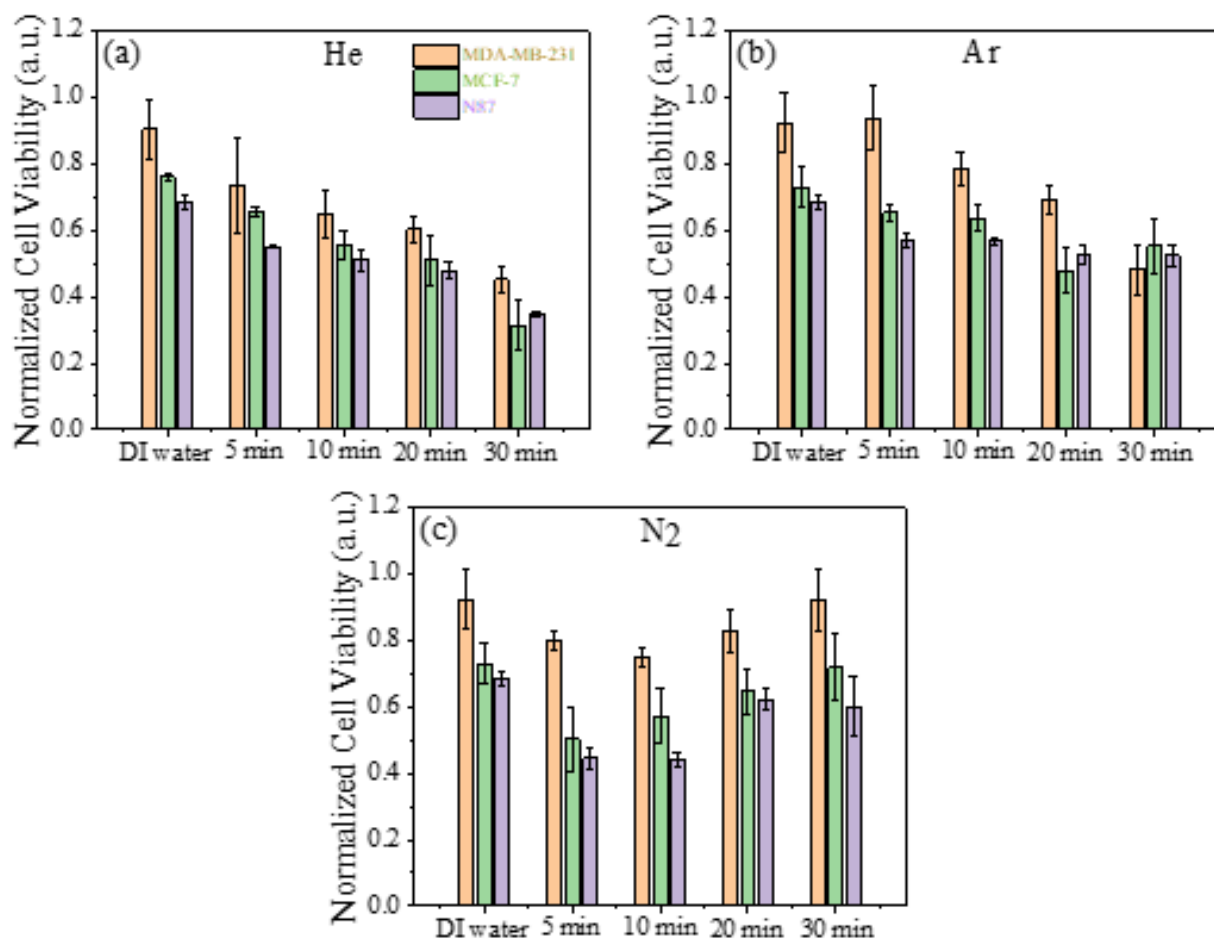 (a)
He
MDA-MB-231
MCF-7
N87
Normalized Cell Viability (a.u.)
1.2
1.0
0.8
0.6
0.4
0.2
0.0
DI water 5 min 10 min 20 min 30 min
(b)
Ar
Normalized Cell Viability (a.u.)
1.2
1.0
0.8
0.6
0.4
0.2
0.0
DI water 5 min 10 min 20 min 30 min
(c)
N2
Normalized Cell Viability (a.u.)
1.2
1.0
0.8
0.6
0.4
0.2
0.0
DI water 5 min 10 min 20 min 30 min